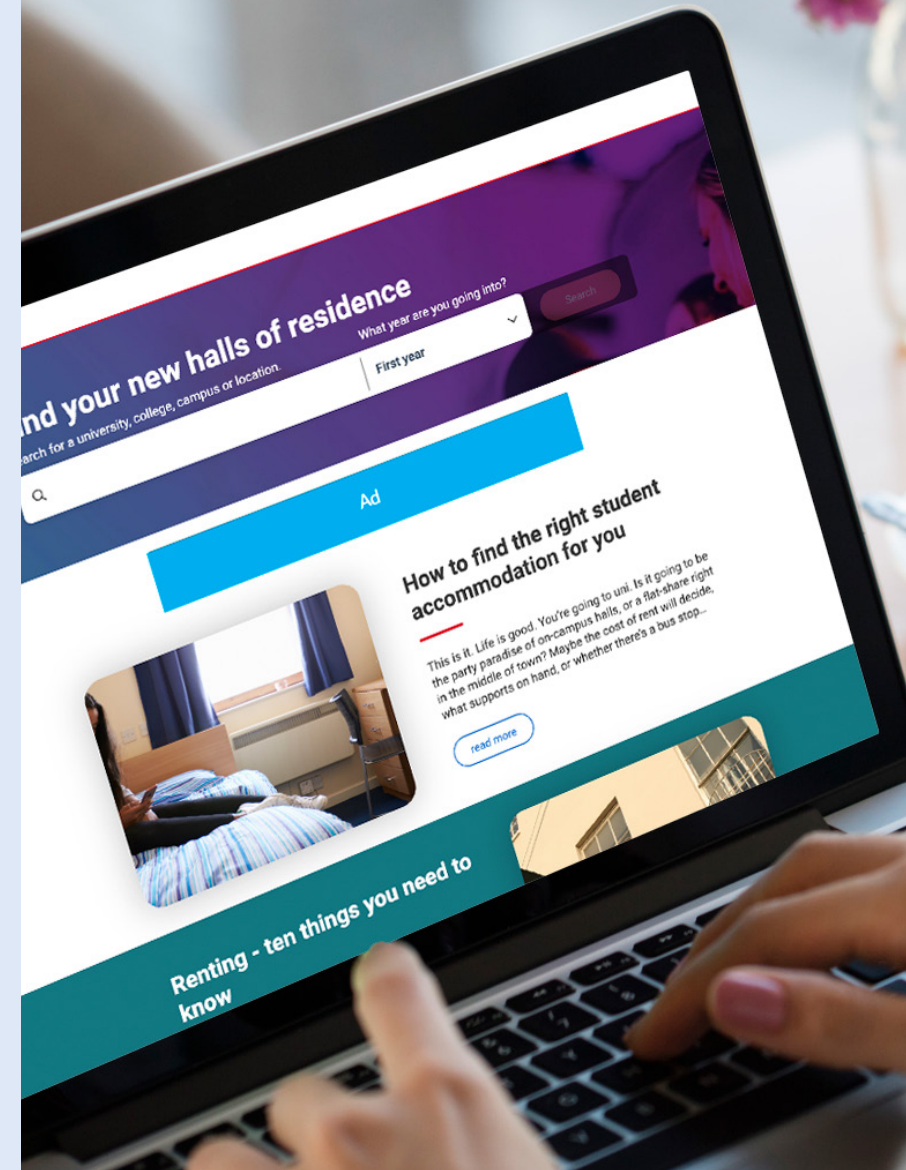 nd your new halls of residence
arch for a university, college, campus or location.
What year are you going into?
First year
Search
Ad
How to find the right student
accommodation for you
This is it. Life is good. You're going to uni. Is it going to be
the party paradise of on-campus halls, or a flat-share right
in the middle of town? Maybe the cost of rent will decide,
what supports on hand, or whether there's a bus stop...
read more
Renting - ten things you need to
know